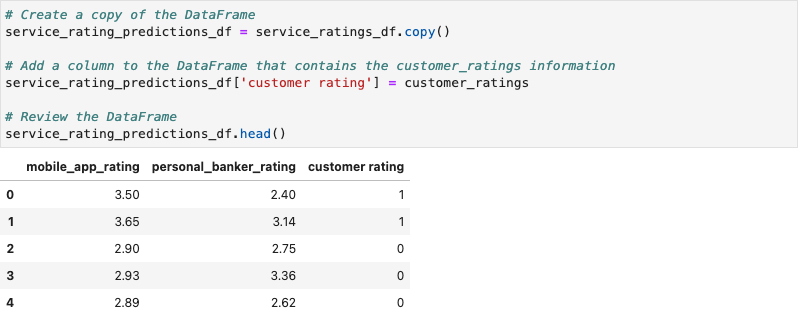 # Create a copy of the DataFrame
service_rating_predictions_df = service_ratings_df.copy()
# Add a column to the DataFrame that contains the customer_ratings information
service_rating_predictions_df['customer rating'] = customer_ratings
# Review the DataFrame
service_rating_predictions_df.head()
mobile_app_rating personal_banker_rating customer rating
0 3.50 2.40 1
1 3.65 3.14 1
2 2.90 2.75 0
3 2.93 3.36 0
4 2.89 2.62 0